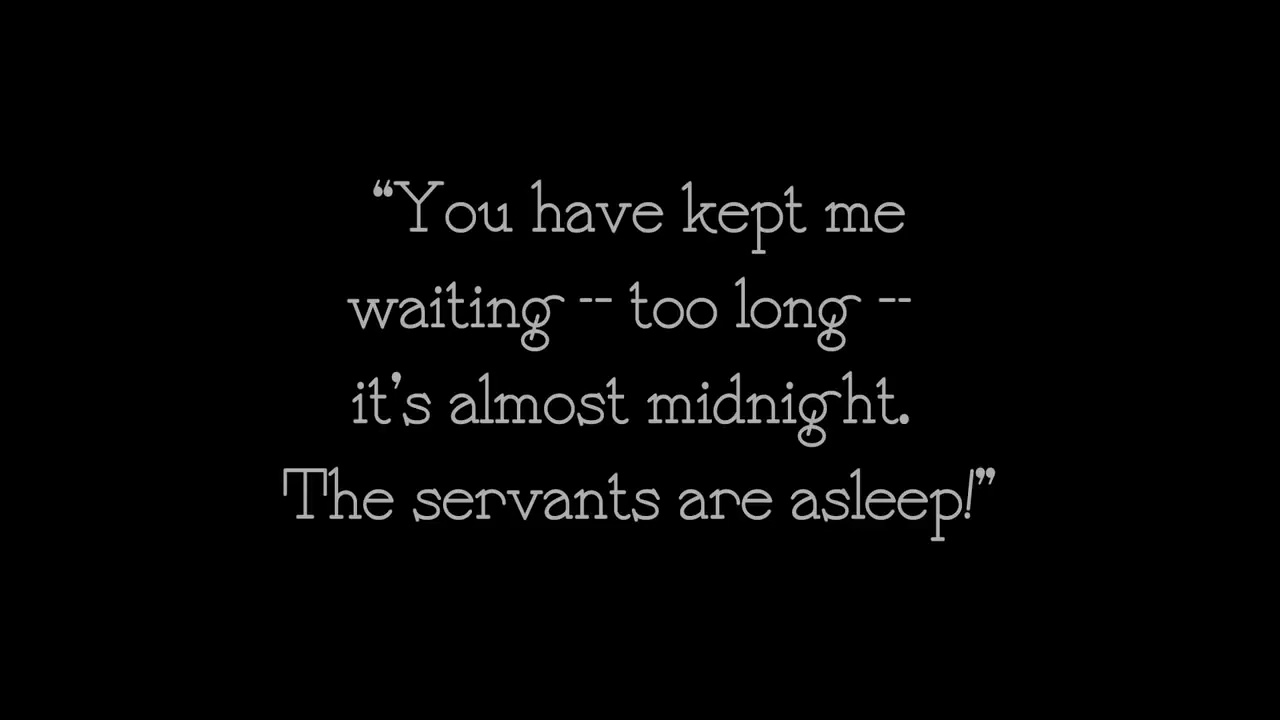 “You have kept me
waiting -- too long --
it’s almost midnight.
The servants are asleep!”